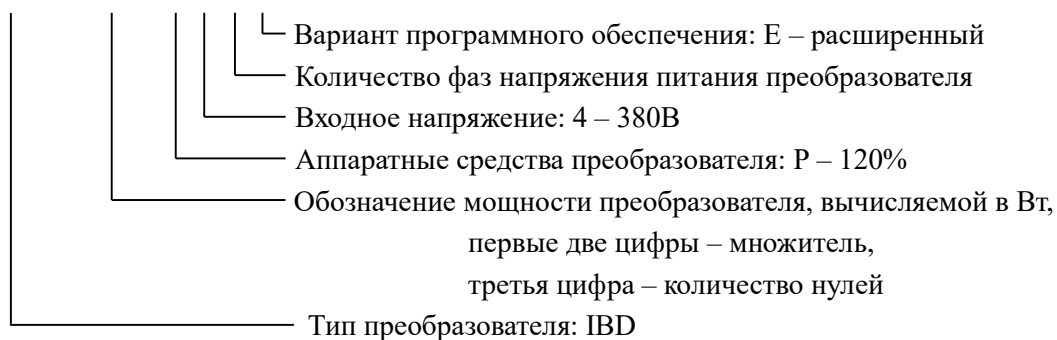 Вариант программного обеспечения: E – расширенный
Количество фаз напряжения питания преобразователя
Входное напряжение: 4 – 380В
Аппаратные средства преобразователя: P – 120%
Обозначение мощности преобразователя, вычисляемой в Вт,
первые две цифры – множитель,
третья цифра – количество нулей
Тип преобразователя: IBD